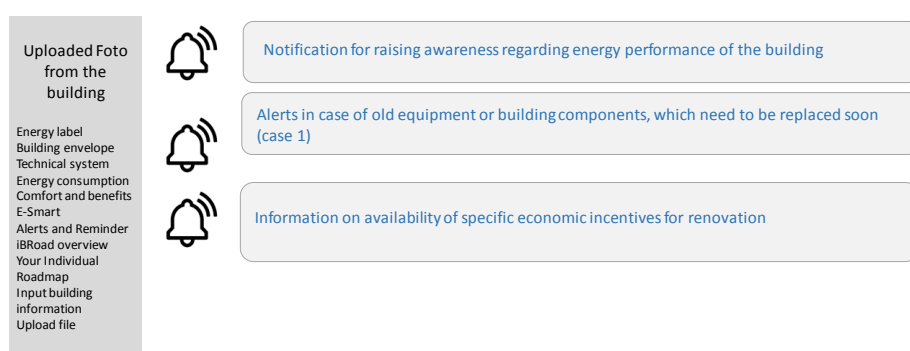 Uploaded Foto
from the
building
Energy label
Building envelope
Technical system
Energy consumption
Comfort and benefits
E-Smart
Alerts and Reminder
iBRoad overview
Your Individual
Roadmap
Input building
information
Upload file
Notification for raising awareness regarding energy performance of the building
Alerts in case of old equipment or building components, which need to be replaced soon
(case 1)
Information on availability of specific economic incentives for renovation